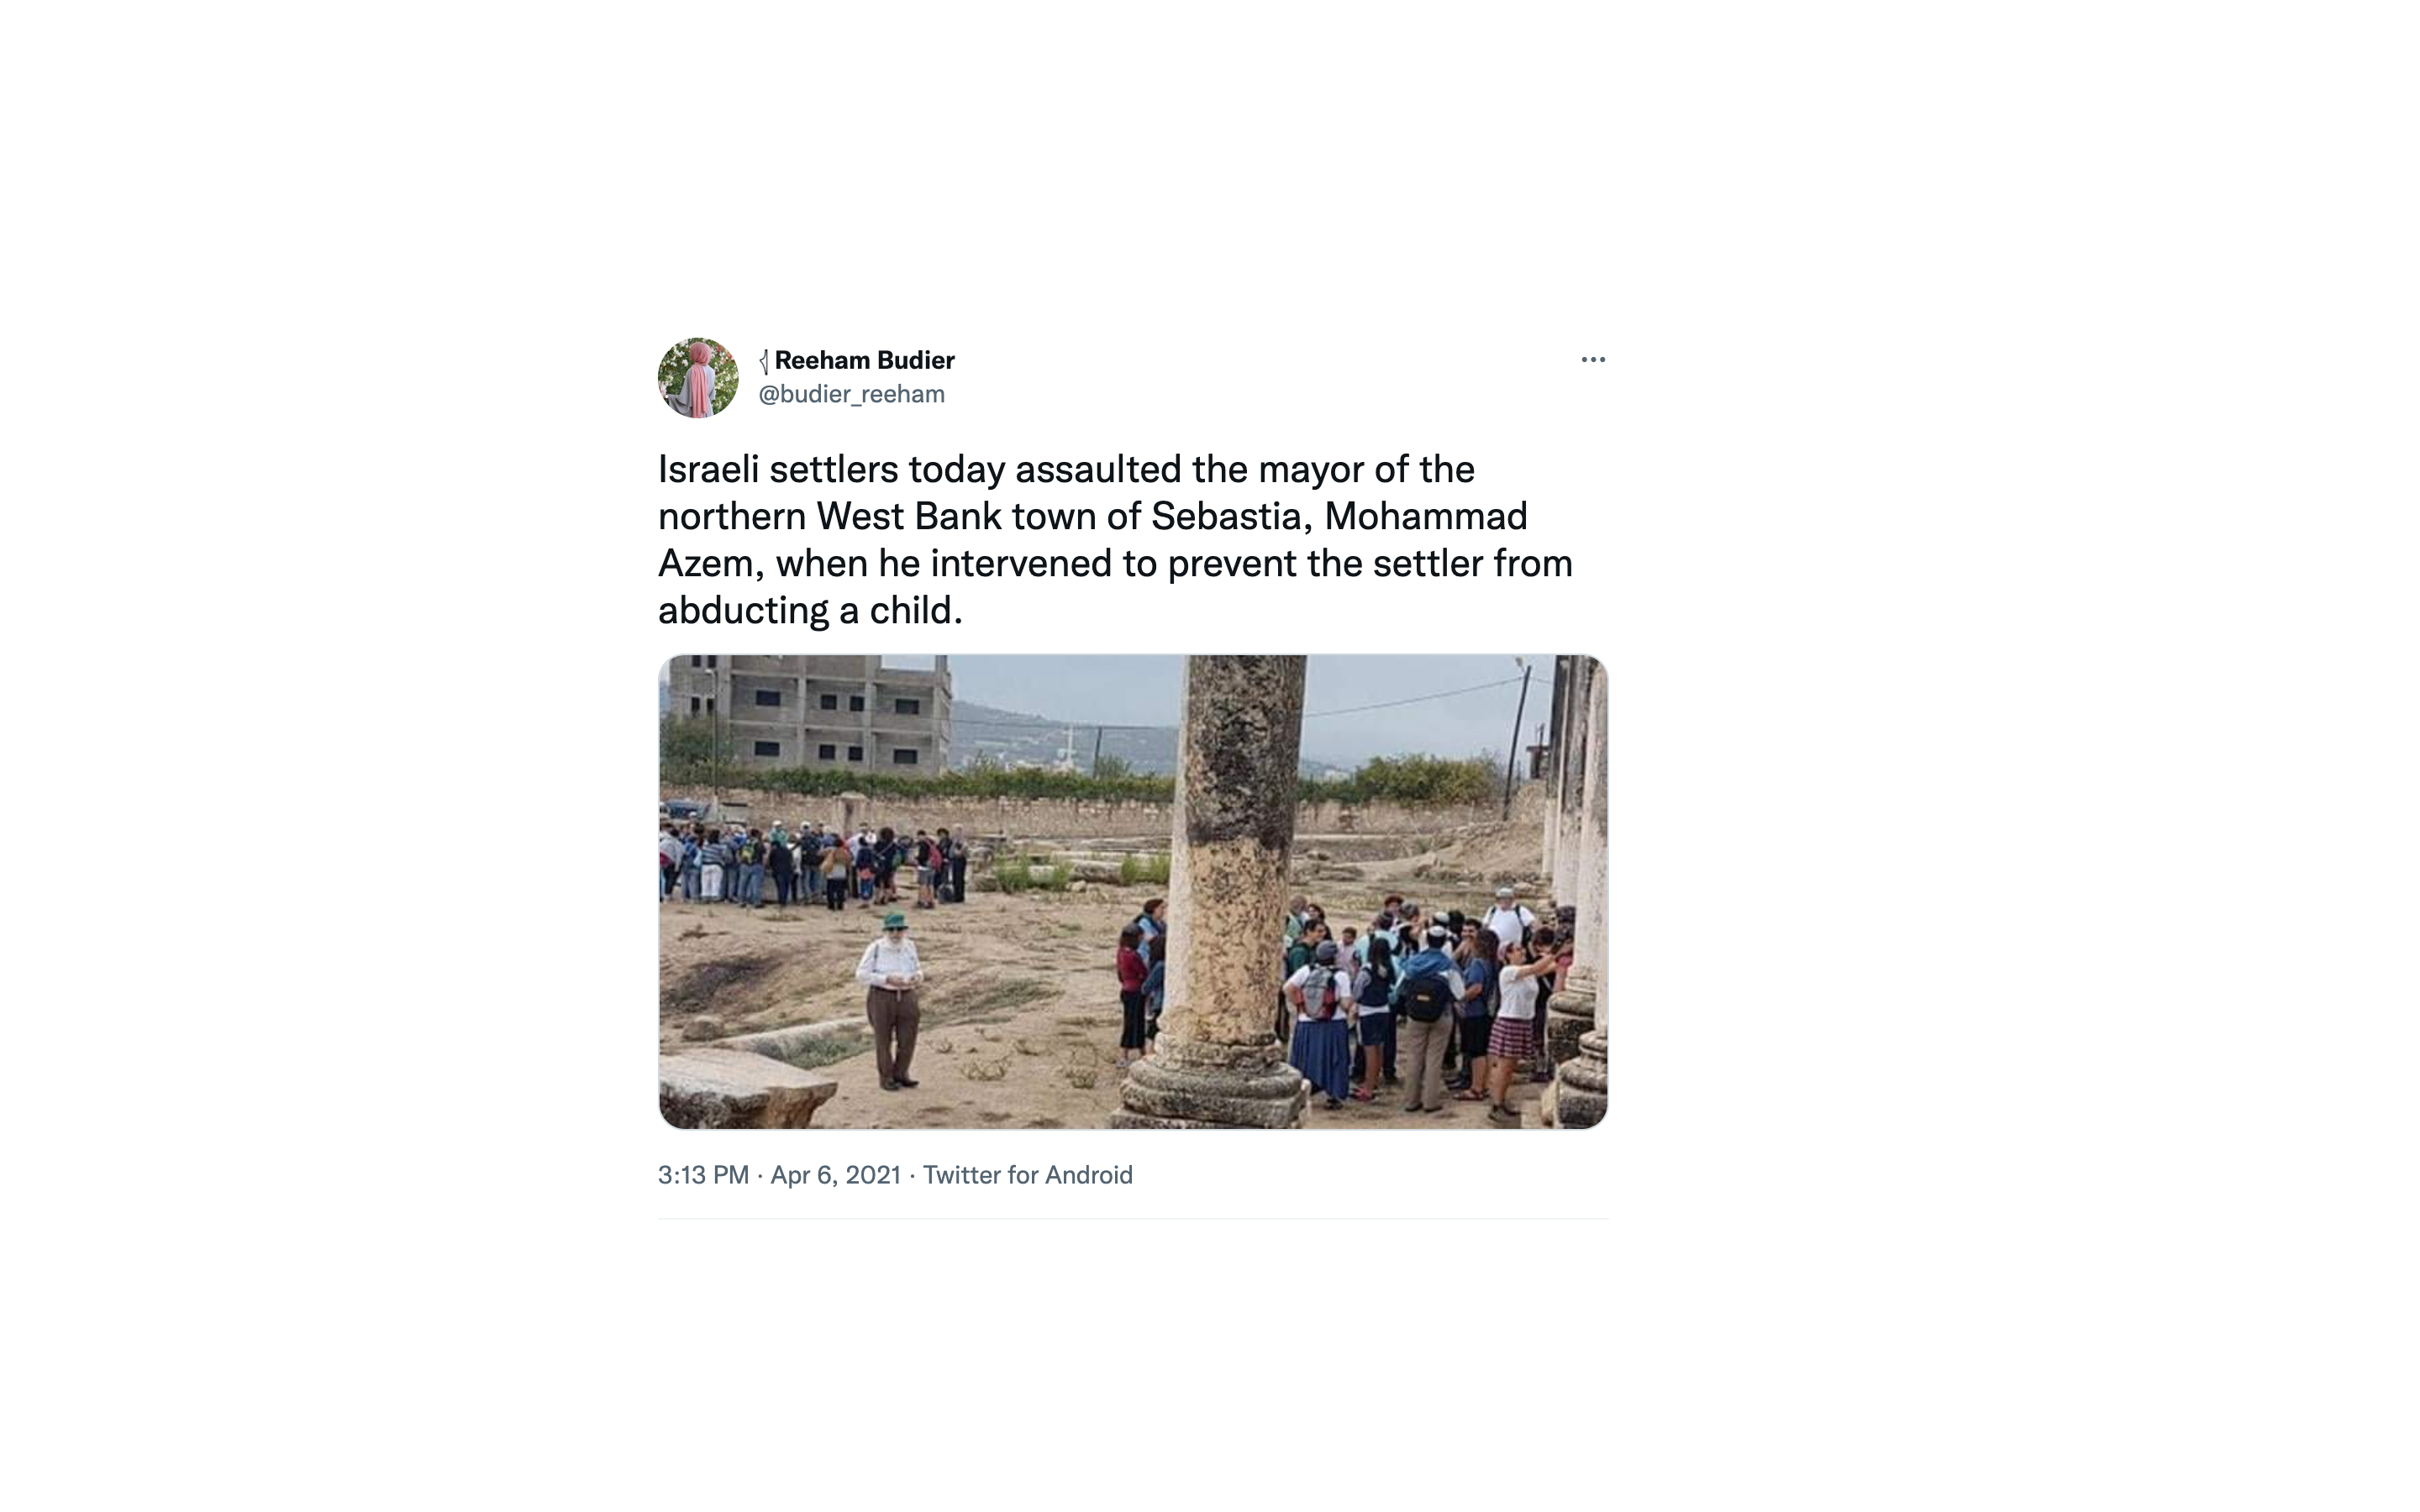 Reeham Budier
@budier_reeham
Israeli settlers today assaulted the mayor of the
northern West Bank town of Sebastia, Mohammad
Azem, when he intervened to prevent the settler from
abducting a child.
3:13 PM · Apr 6, 2021 · Twitter for Android